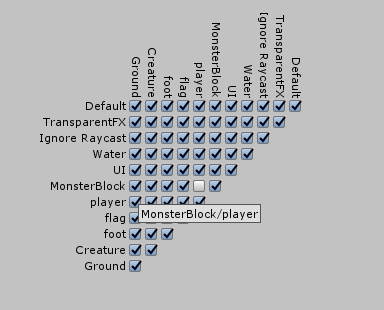 Ground
Creature
foot
flag
player
MonsterBlock
UI
Water
Ignore Raycast
TransparentFX
Default
Default
TransparentFX
Ignore Raycast
Water
UI
MonsterBlock
player
MonsterBlock/player
flag
foot
Creature
Ground